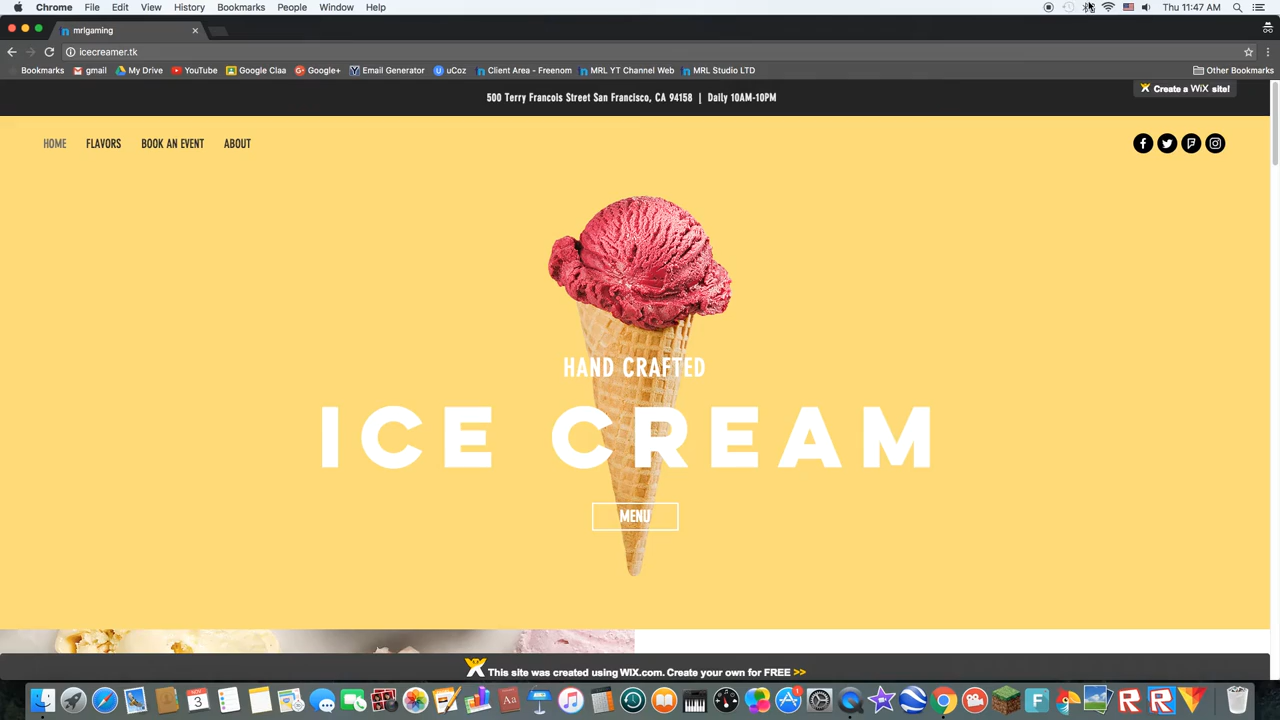 Chrome File Edit View History Bookmarks People Window Help Thu 11:47 AM
mrlgaming
icecreamer.tk
Bookmarks gmail My Drive YouTube Google Claa Google+ Email Generator uCoz Client Area - Freenom MRL YT Channel Web MRL Studio LTD Other Bookmarks
500 Terry Francois Street San Francisco, CA 94158 | Daily 10AM-10PM
Create a WiX site!
HOME FLAVORS BOOK AN EVENT ABOUT
HAND CRAFTED
ICE CREAM
MENU
This site was created using WIX.com. Create your own for FREE >>
NOV
3